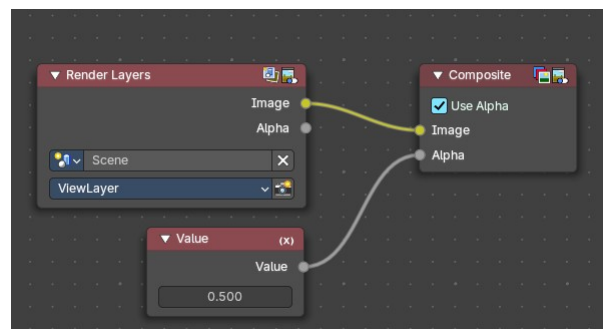 Render Layers
Image
Alpha
Scene
ViewLayer
Value
(x)
Value
0.500
Composite
Use Alpha
Image
Alpha